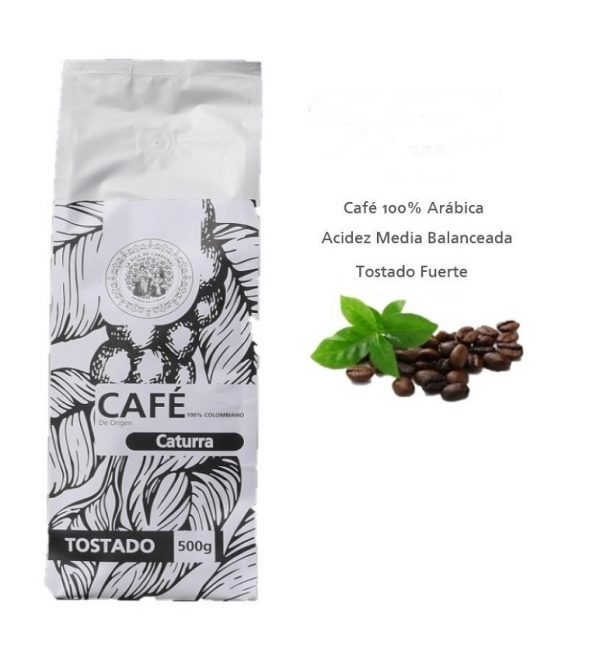 CAFÉ
100% COLOMBIANO
De Origen
Caturra
TOSTADO
500g
Café 100% Arábica
Acidez Media Balanceada
Tostado Fuerte